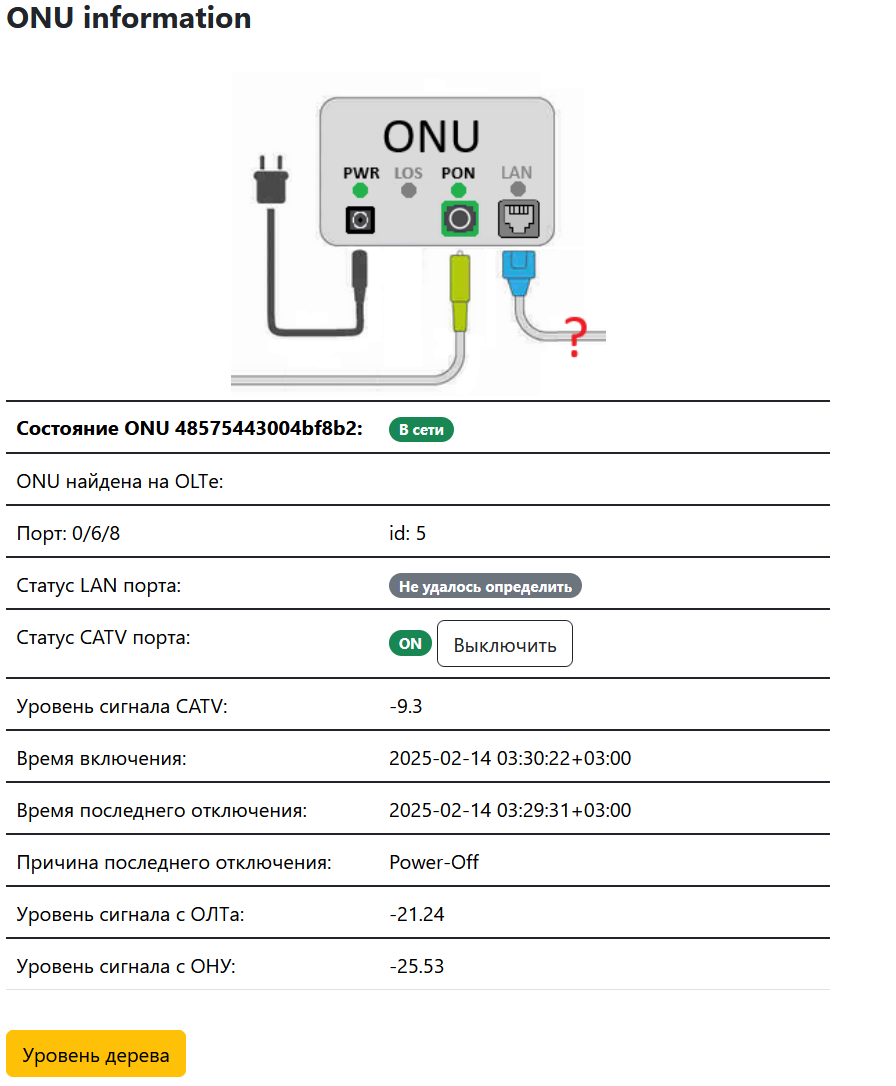 ONU information
ONU
PWR LOS PON LAN
?
Состояние ONU 48575443004bf8b2: В сети
ONU найдена на OLTe:
Порт: 0/6/8 id: 5
Статус LAN порта: Не удалось определить
Статус CATV порта: ON Выключить
Уровень сигнала CATV: -9.3
Время включения: 2025-02-14 03:30:22+03:00
Время последнего отключения: 2025-02-14 03:29:31+03:00
Причина последнего отключения: Power-Off
Уровень сигнала с ОЛТа: -21.24
Уровень сигнала с ОНУ: -25.53
Уровень дерева